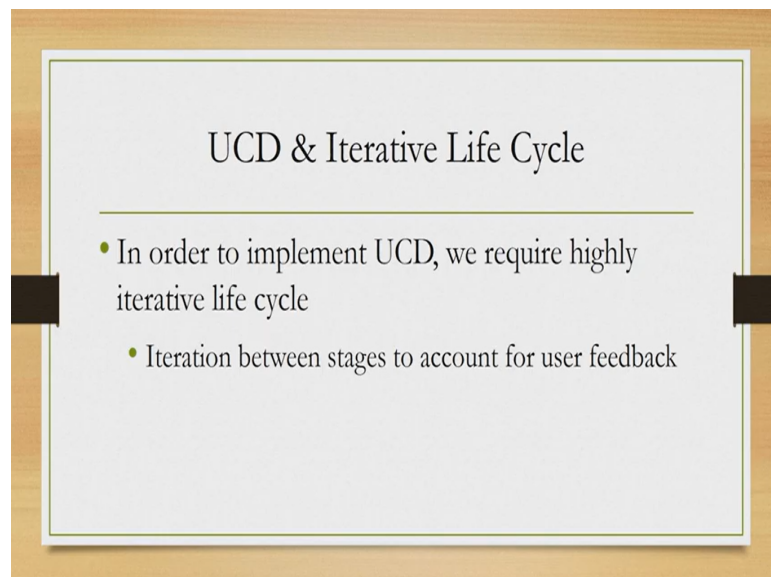 UCD & Iterative Life Cycle
• In order to implement UCD, we require highly
iterative life cycle
• Iteration between stages to account for user feedback